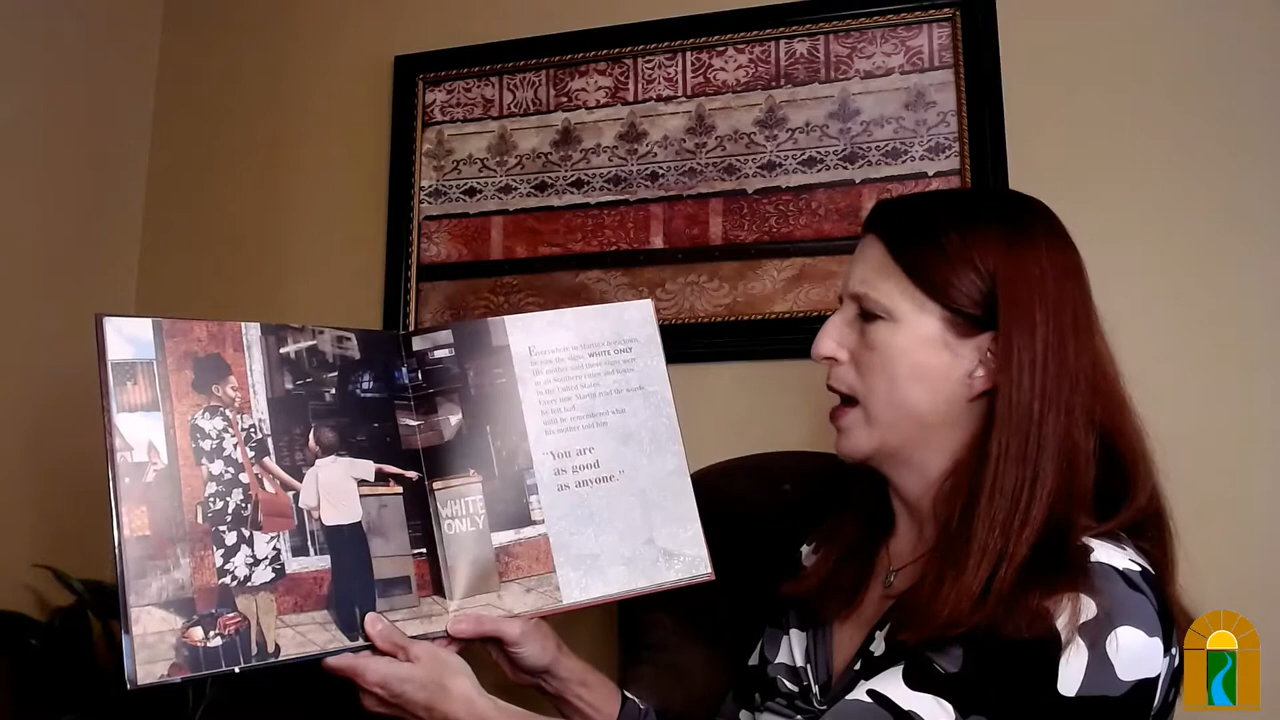 WHITE
ONLY
Everywhere in Martin's hometown,
he saw the signs, WHITE ONLY
His mother said these signs were
in all Southern cities and towns
in the United States.
Every time Martin read the words,
he felt bad,
until he remembered what
his mother told him
"You are
as good
as anyone."